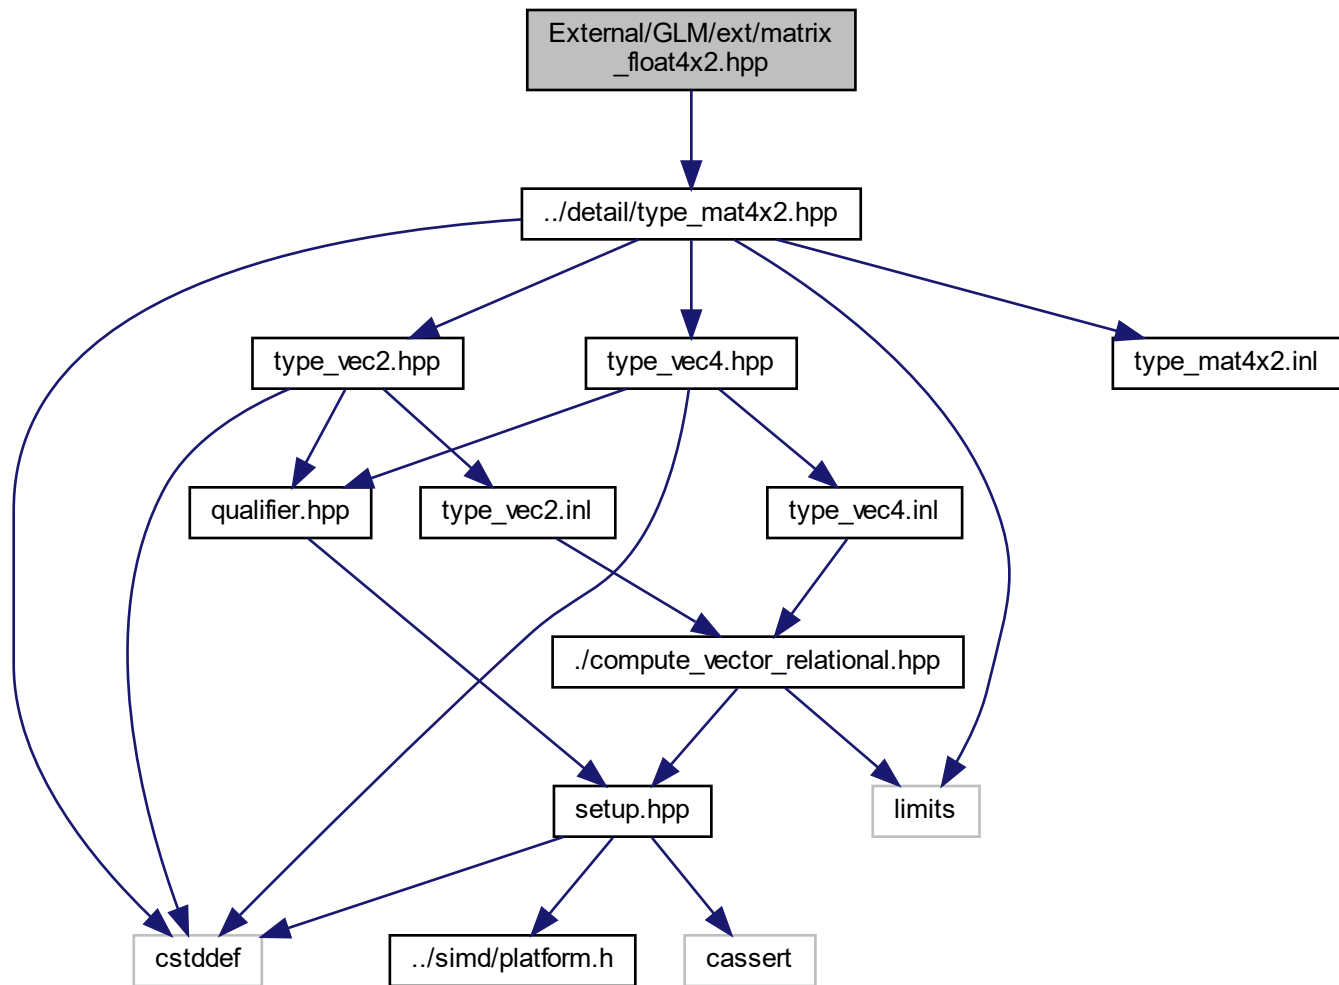 External/GLM/ext/matrix
_float4x2.hpp
../detail/type_mat4x2.hpp
type_vec2.hpp
type_vec4.hpp
type_mat4x2.inl
qualifier.hpp
type_vec2.inl
type_vec4.inl
./compute_vector_relational.hpp
setup.hpp
limits
cstddef
../simd/platform.h
cassert